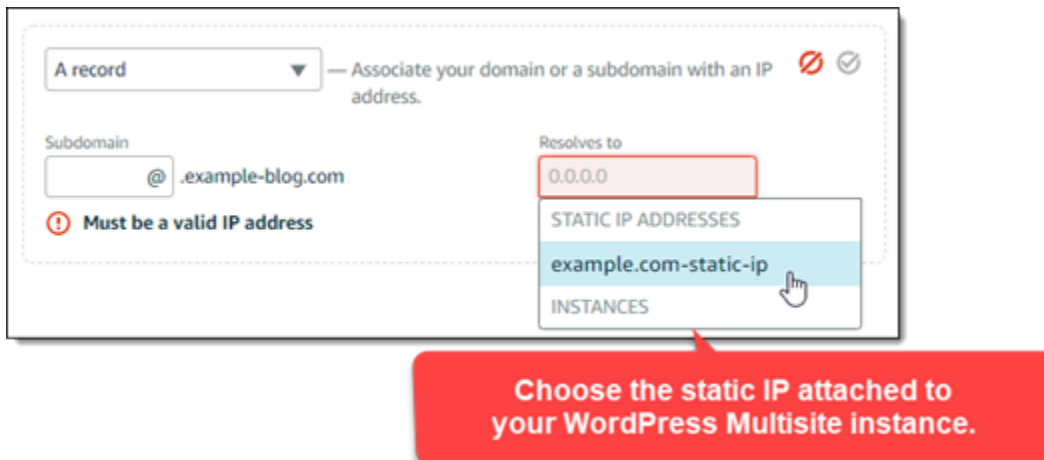 A record
— Associate your domain or a subdomain with an IP
address.
Subdomain
Resolves to
@ .example-blog.com
0.0.0.0
Must be a valid IP address
STATIC IP ADDRESSES
example.com-static-ip
INSTANCES
Choose the static IP attached to
your WordPress Multisite instance.